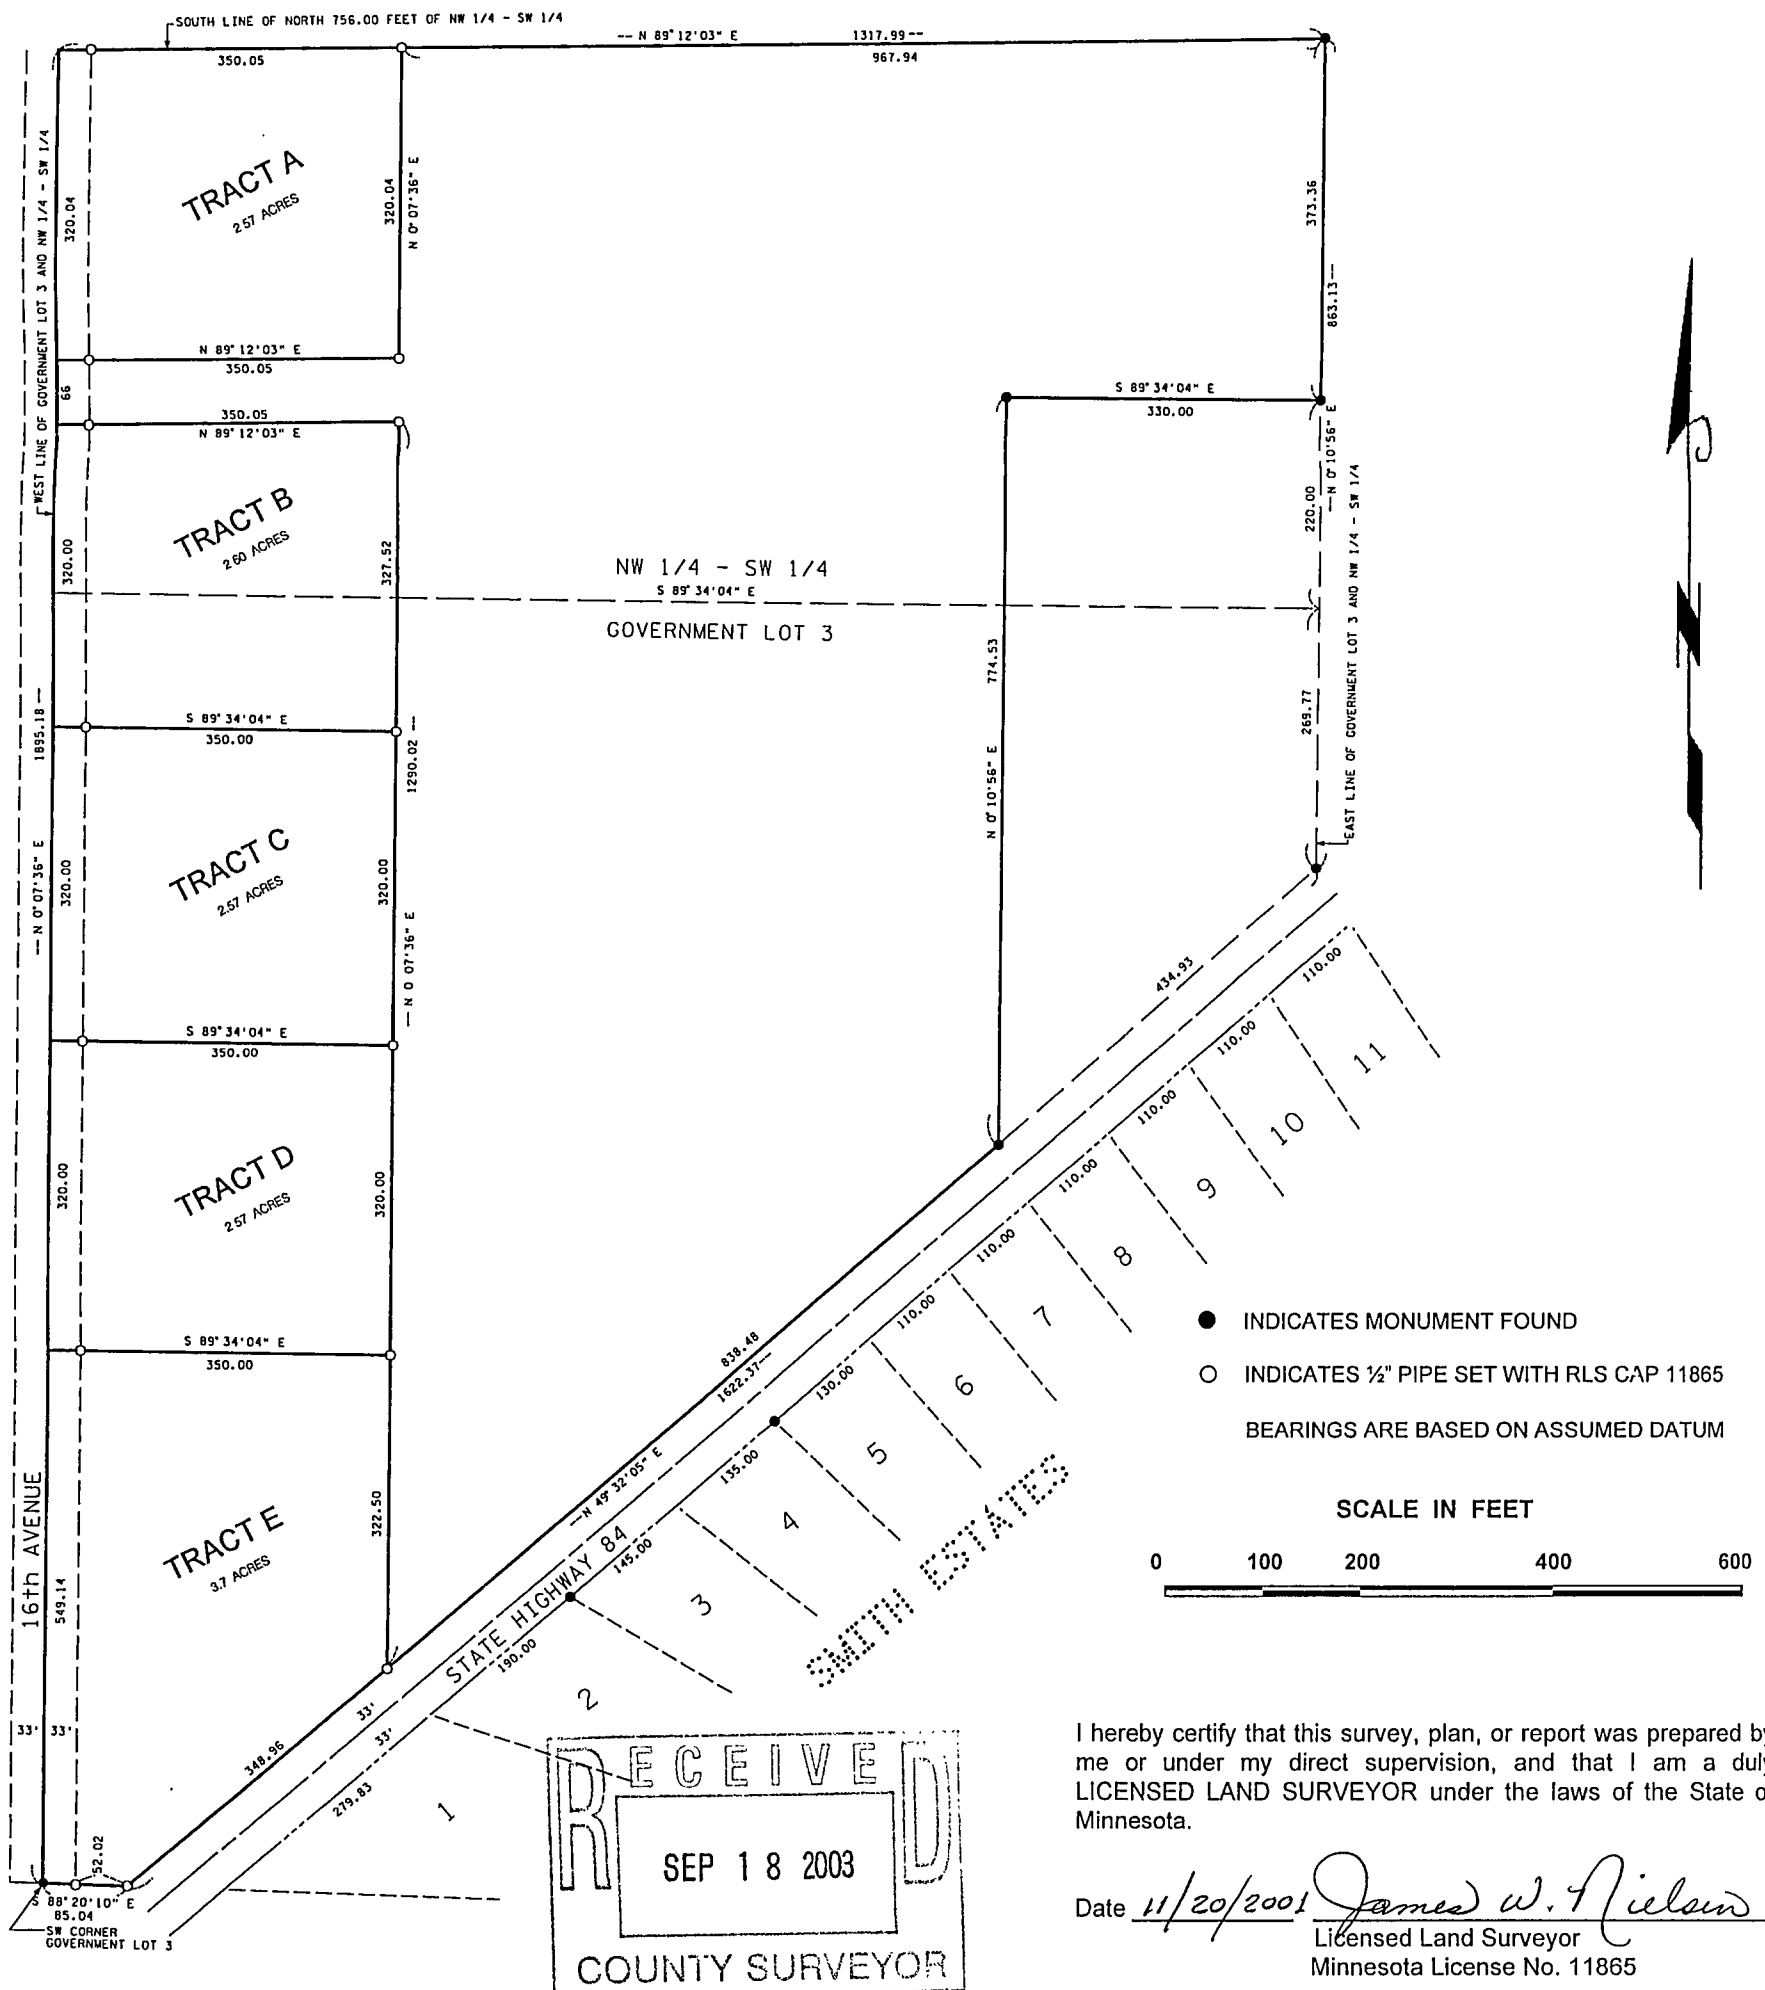 SOUTH LINE OF NORTH 756.00 FEET OF NW 1/4 - SW 1/4
-- N 89°12'03" E 1317.99--
350.05
967.94
WEST LINE OF GOVERNMENT LOT 3 AND NW 1/4 - SW 1/4
320.04
TRACT A
2.57 ACRES
320.04
N 0°07'36" E
373.36
863.13--
N 89°12'03" E
350.05
66
350.05
N 89°12'03" E
S 89°34'04" E
330.00
--N 0°10'56" E
220.00
TRACT B
2.60 ACRES
320.00
327.52
NW 1/4 - SW 1/4
S 89°34'04" E
GOVERNMENT LOT 3
774.53
N 0°10'56" E
269.77
EAST LINE OF GOVERNMENT LOT 3 AND NW 1/4 - SW 1/4
1895.18--
-- N 0°07'36" E
S 89°34'04" E
350.00
1290.02 --
TRACT C
2.57 ACRES
320.00
320.00
-- N 0 07'36" E
S 89°34'04" E
350.00
TRACT D
2.57 ACRES
320.00
320.00
S 89°34'04" E
350.00
TRACT E
3.7 ACRES
322.50
16th AVENUE
549.14
33' 33'
434.93
838.48
1622.37--
--N 49°32'05" E
STATE HIGHWAY 84
348.96
33'
33'
279.83
190.00
145.00
135.00
130.00
110.00
110.00
110.00
110.00
110.00
110.00
1
2
3
4
5
6
7
8
9
10
11
SMITH ESTATES
52.02
S 88°20'10" E
85.04
SW CORNER
GOVERNMENT LOT 3
N
INDICATES MONUMENT FOUND
INDICATES ½" PIPE SET WITH RLS CAP 11865
BEARINGS ARE BASED ON ASSUMED DATUM
SCALE IN FEET
0 100 200 400 600
RECEIVED
SEP 18 2003
COUNTY SURVEYOR
I hereby certify that this survey, plan, or report was prepared by
me or under my direct supervision, and that I am a duly
LICENSED LAND SURVEYOR under the laws of the State of
Minnesota.
Date 11/20/2001 James W. Nielsen
Licensed Land Surveyor
Minnesota License No. 11865